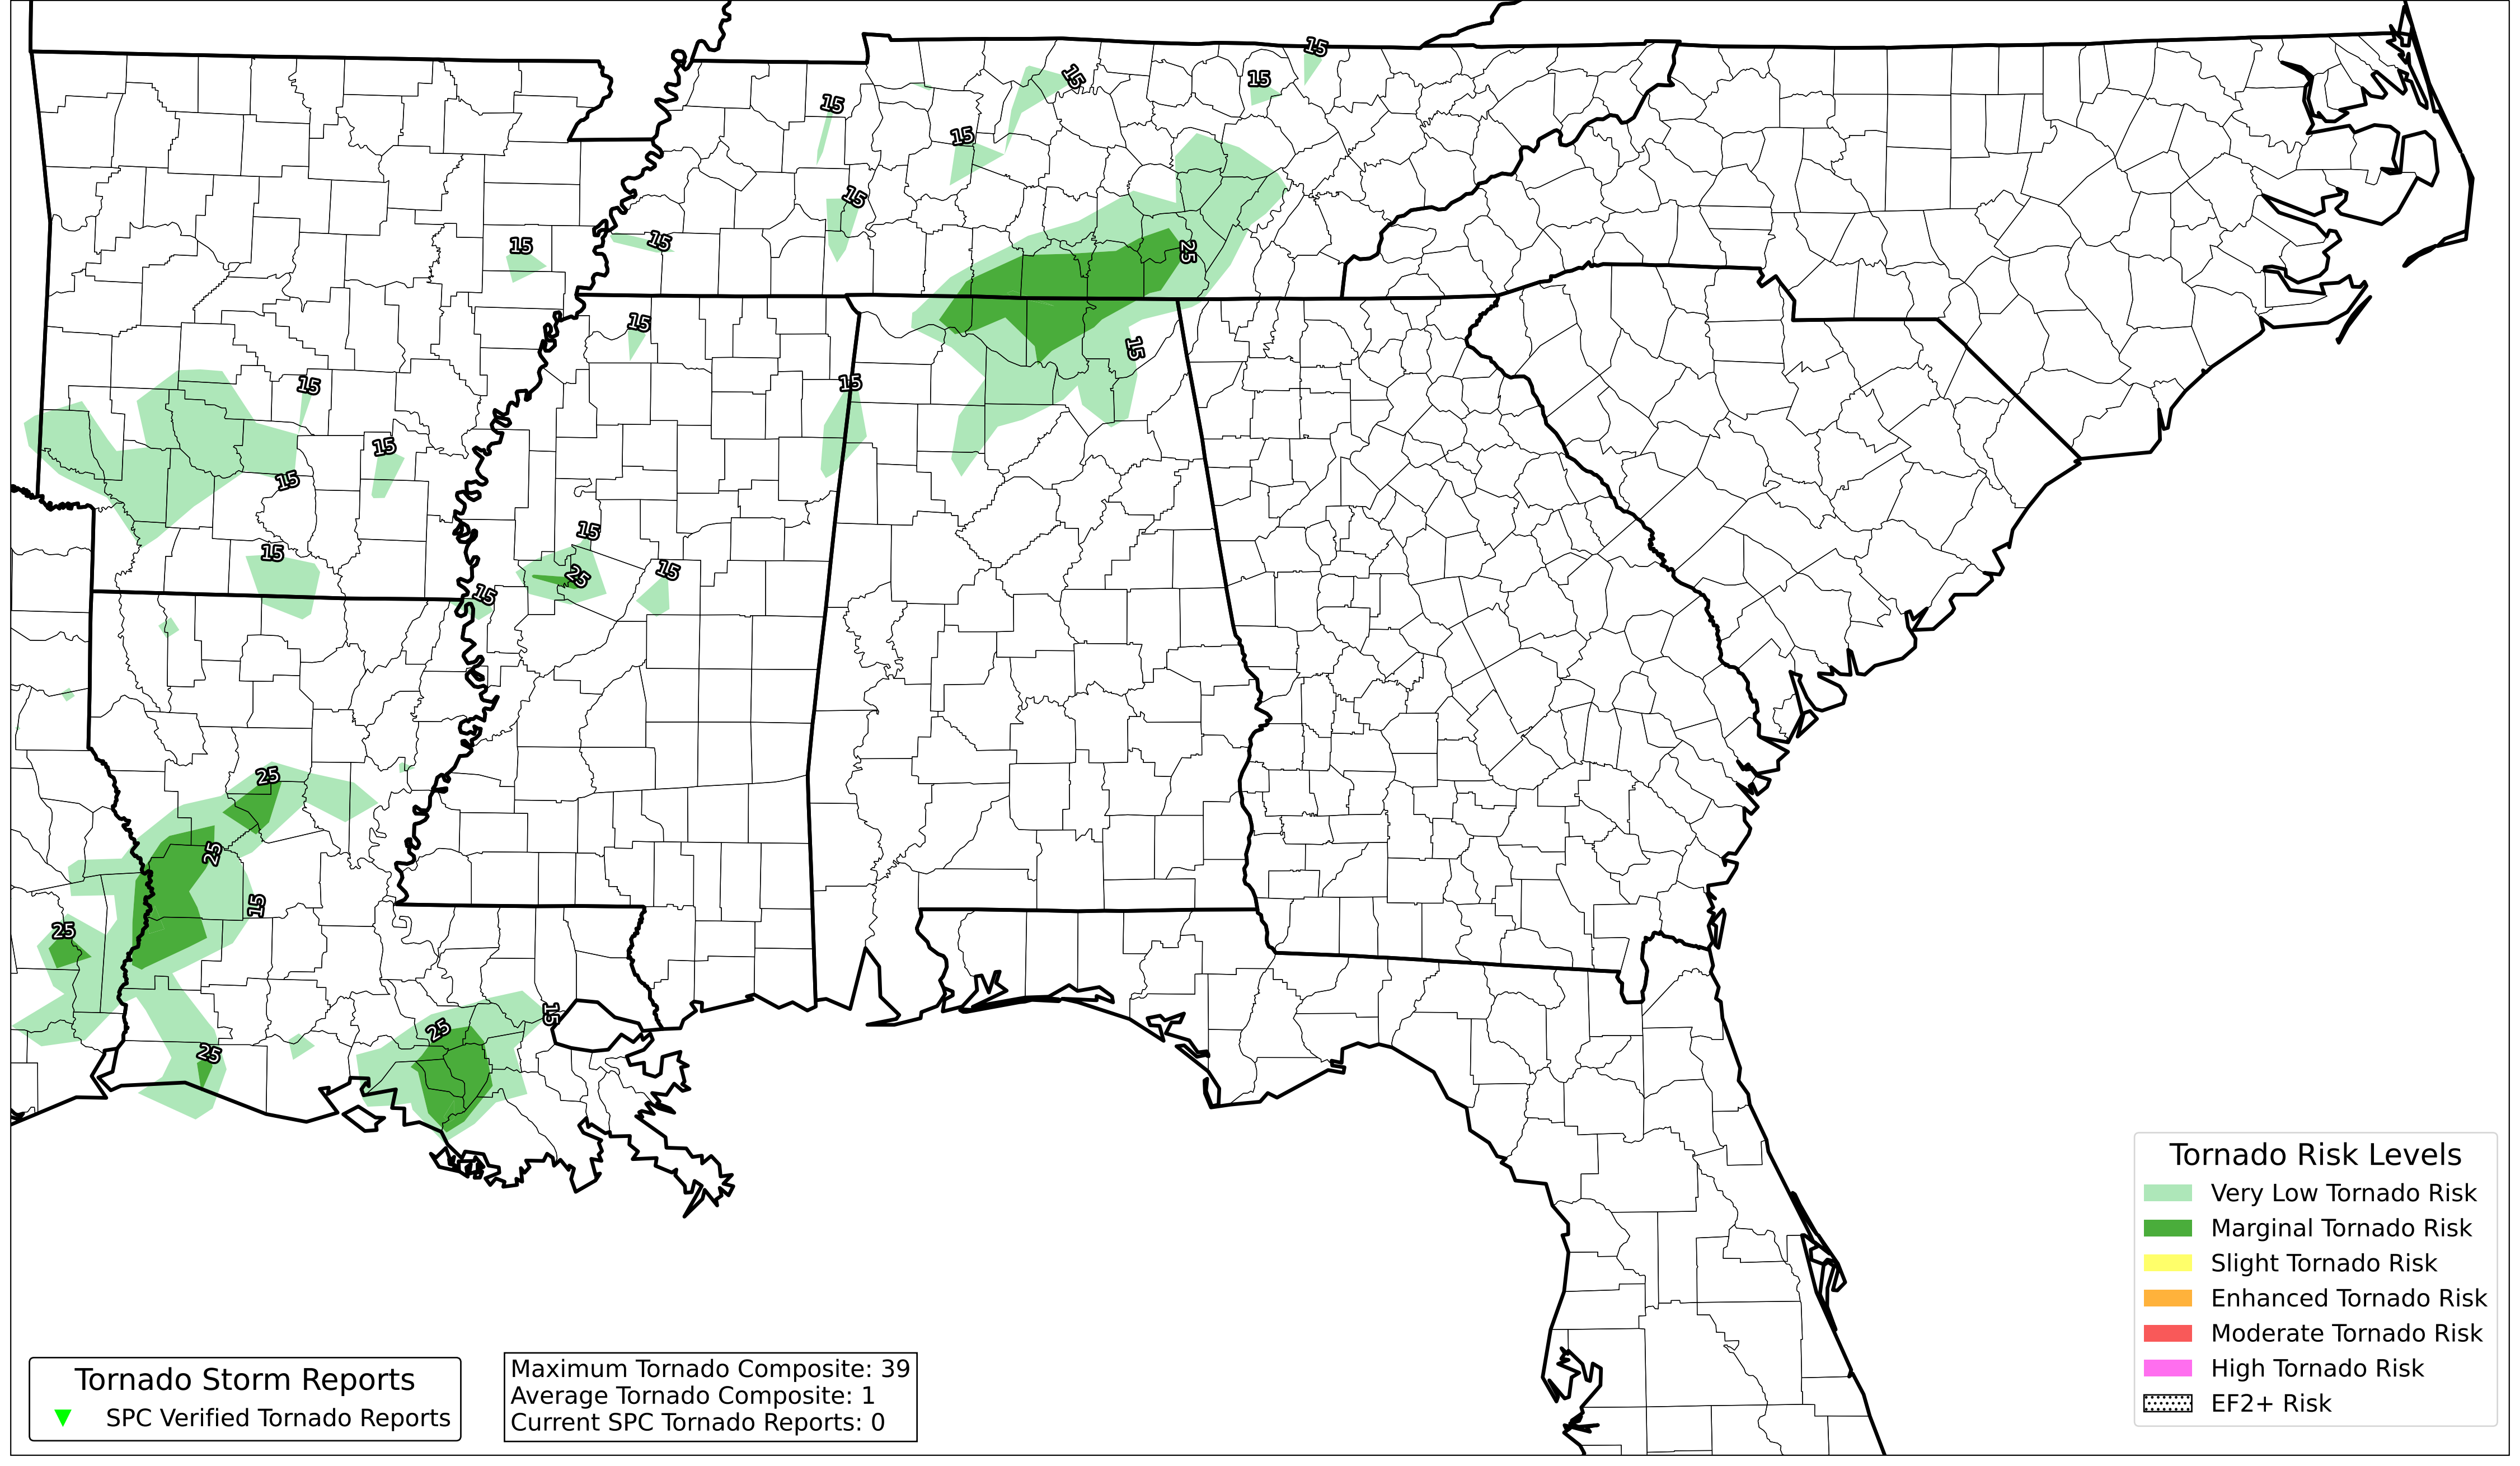 15
15
15
15
15
15
15
25
15
15
15
15
15
15
15
15
25
15
15
15
25
25
15
25
15
25
25
Tornado Risk Levels
Very Low Tornado Risk
Marginal Tornado Risk
Slight Tornado Risk
Enhanced Tornado Risk
Moderate Tornado Risk
High Tornado Risk
EF2+ Risk
Tornado Storm Reports
SPC Verified Tornado Reports
Maximum Tornado Composite: 39
Average Tornado Composite: 1
Current SPC Tornado Reports: 0